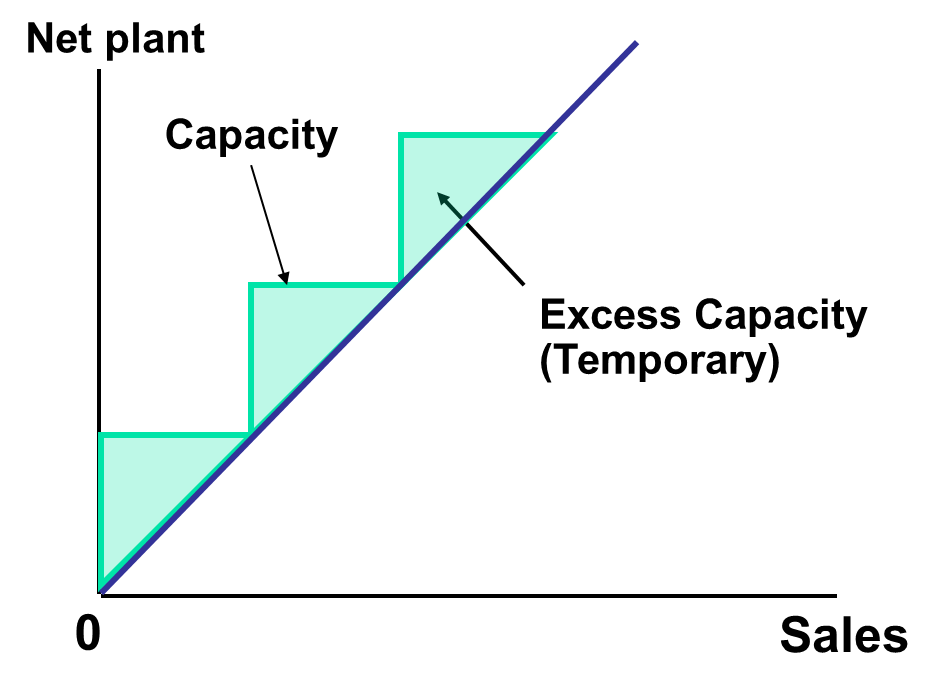 Net plant
Capacity
Excess Capacity
(Temporary)
0
Sales